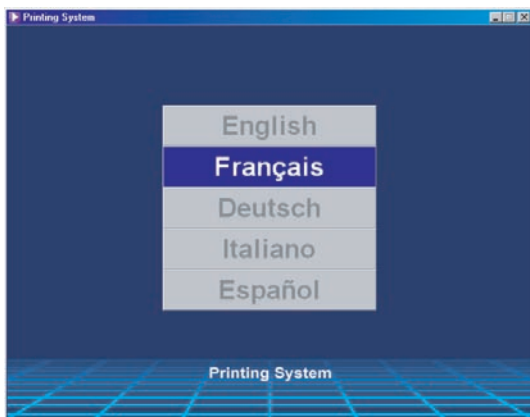 Printing System
English
Français
Deutsch
Italiano
Español
Printing System